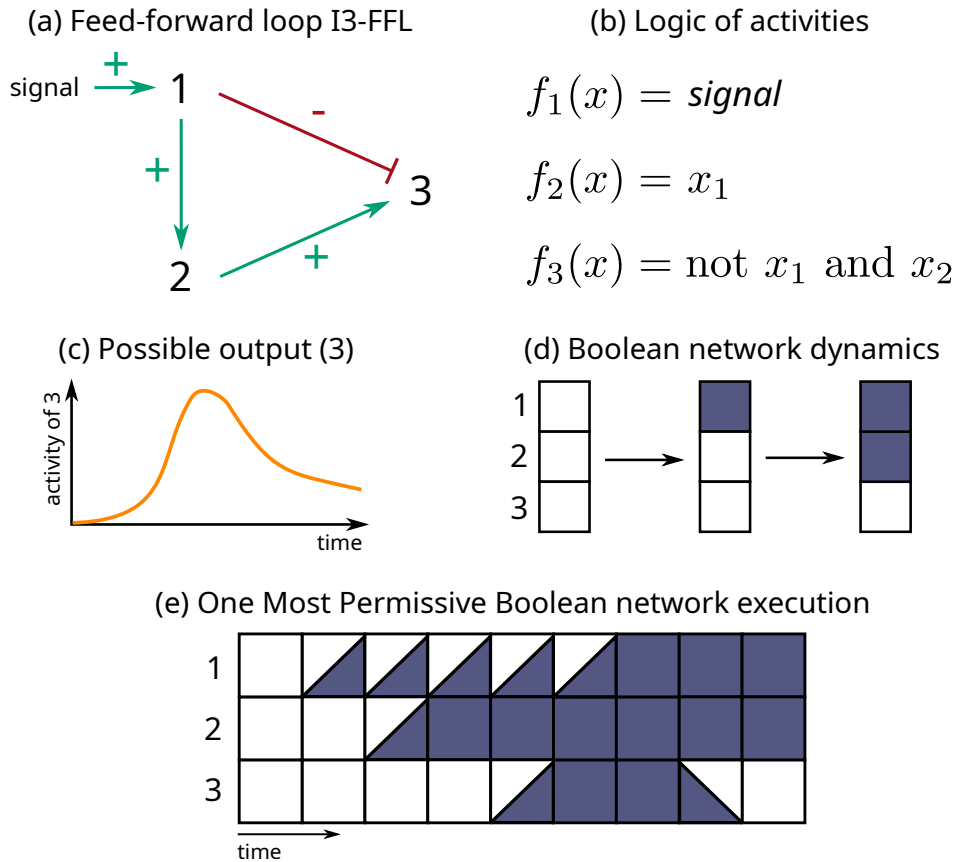 (a) Feed-forward loop I3-FFL
signal
+
1
-
+
3
+
2
(b) Logic of activities
f₁(x) = signal
f₂(x) = x₁
f₃(x) = not x₁ and x₂
(c) Possible output (3)
activity of 3
time
(d) Boolean network dynamics
1
2
3
(e) One Most Permissive Boolean network execution
1
2
3
time